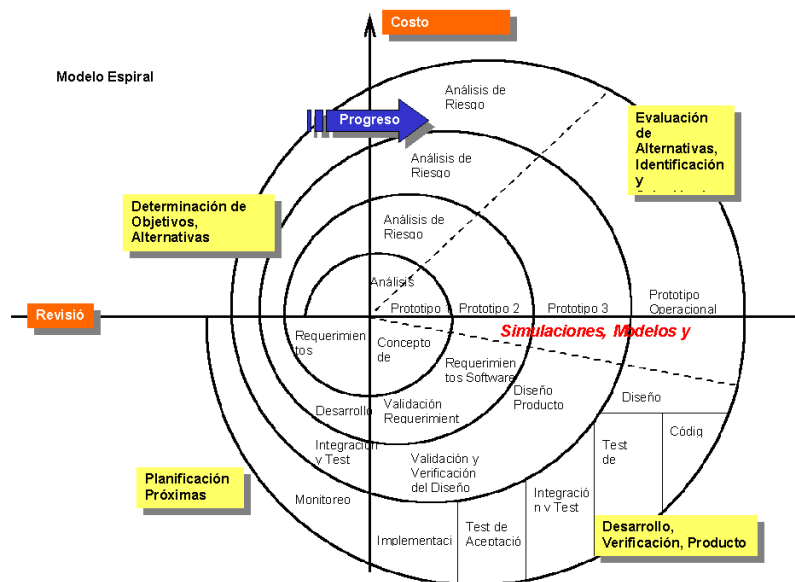 Costo
Modelo Espiral
Análisis de
Riesgo
Progreso
Evaluación
de
Alternativas,
Identificación
y
Análisis de
Riesgo
Determinación de
Objetivos,
Alternativas
Análisis de
Riesgo
Análisis
Prototipo 1
Prototipo 2
Prototipo 3
Prototipo
Operacional
Revisió
Simulaciones, Modelos y
Requerimien
tos
Concepto
de
Requerimien
tos Software
Diseño
Producto
Diseño
Desarrollo
Validación
Requerimient
Códig
Test
de
Integración
y Test
Validación y
Verificación
del Diseño
Planificación
Próximas
Monitoreo
Integració
n y Test
Implementaci
Test de
Aceptació
Desarrollo,
Verificación, Producto